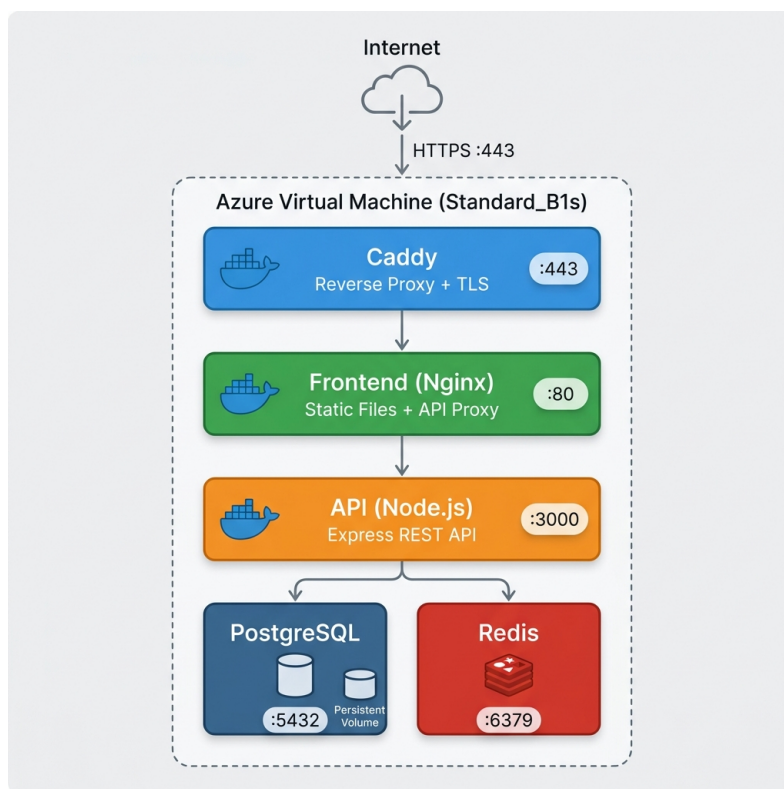 Internet
HTTPS :443
Azure Virtual Machine (Standard_B1s)
Caddy
Reverse Proxy + TLS
:443
Frontend (Nginx)
Static Files + API Proxy
:80
API (Node.js)
Express REST API
:3000
PostgreSQL
:5432
Persistent
Volume
Redis
:6379